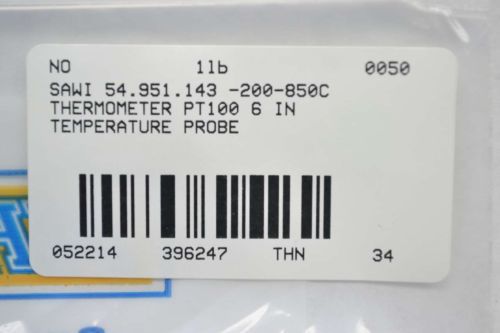 NO 1lb 0050
SAWI 54.951.143 -200-850C
THERMOMETER PT100 6 IN
TEMPERATURE PROBE
052214 396247 THN 34